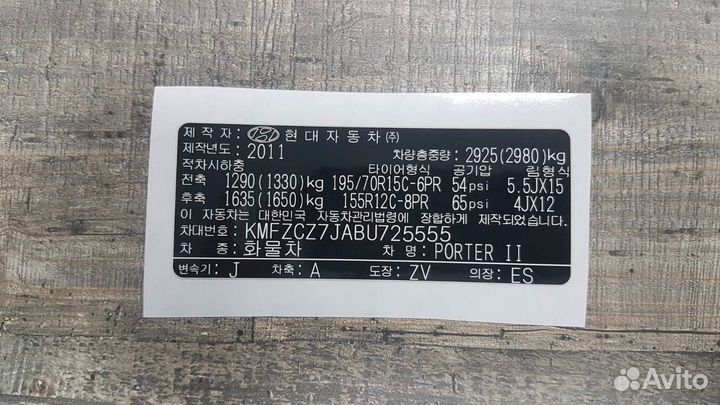 제 작 자 : 현대자동차㈜
제작년도 : 2011 차량총중량 : 2925(2980)kg
적차시하중 타이어형식 공기압 림형식
전축 1290(1330)kg 195/70R15C-6PR 54psi 5.5JX15
후축 1635(1650)kg 155R12C-8PR 65psi 4JX12
이 자동차는 대한민국 자동차관리법령에 장합하게 제작되었습니다.
차대번호 : KMFZCZ7JABU725555
차 종 : 화물차 차 명 : PORTER II
변속기 : J 차축 : A 도장 : ZV 의장 : ES
Avito